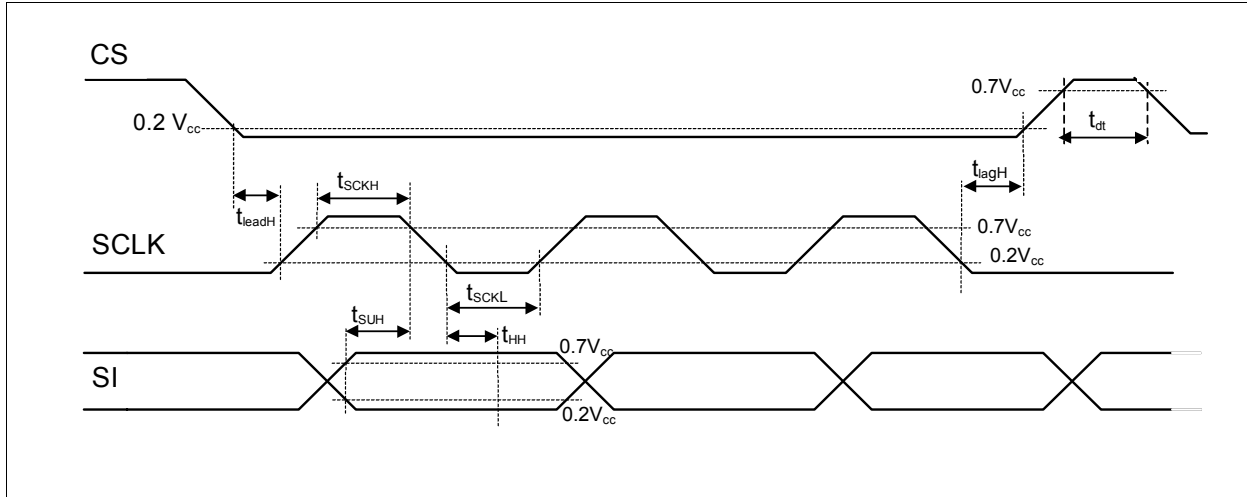 CS
0.7Vcc
0.2 Vcc
tdt
tSCKH
tlagH
tleadH
0.7Vcc
SCLK
0.2Vcc
tSCKL
tSUH
tHH
0.7Vcc
SI
0.2Vcc